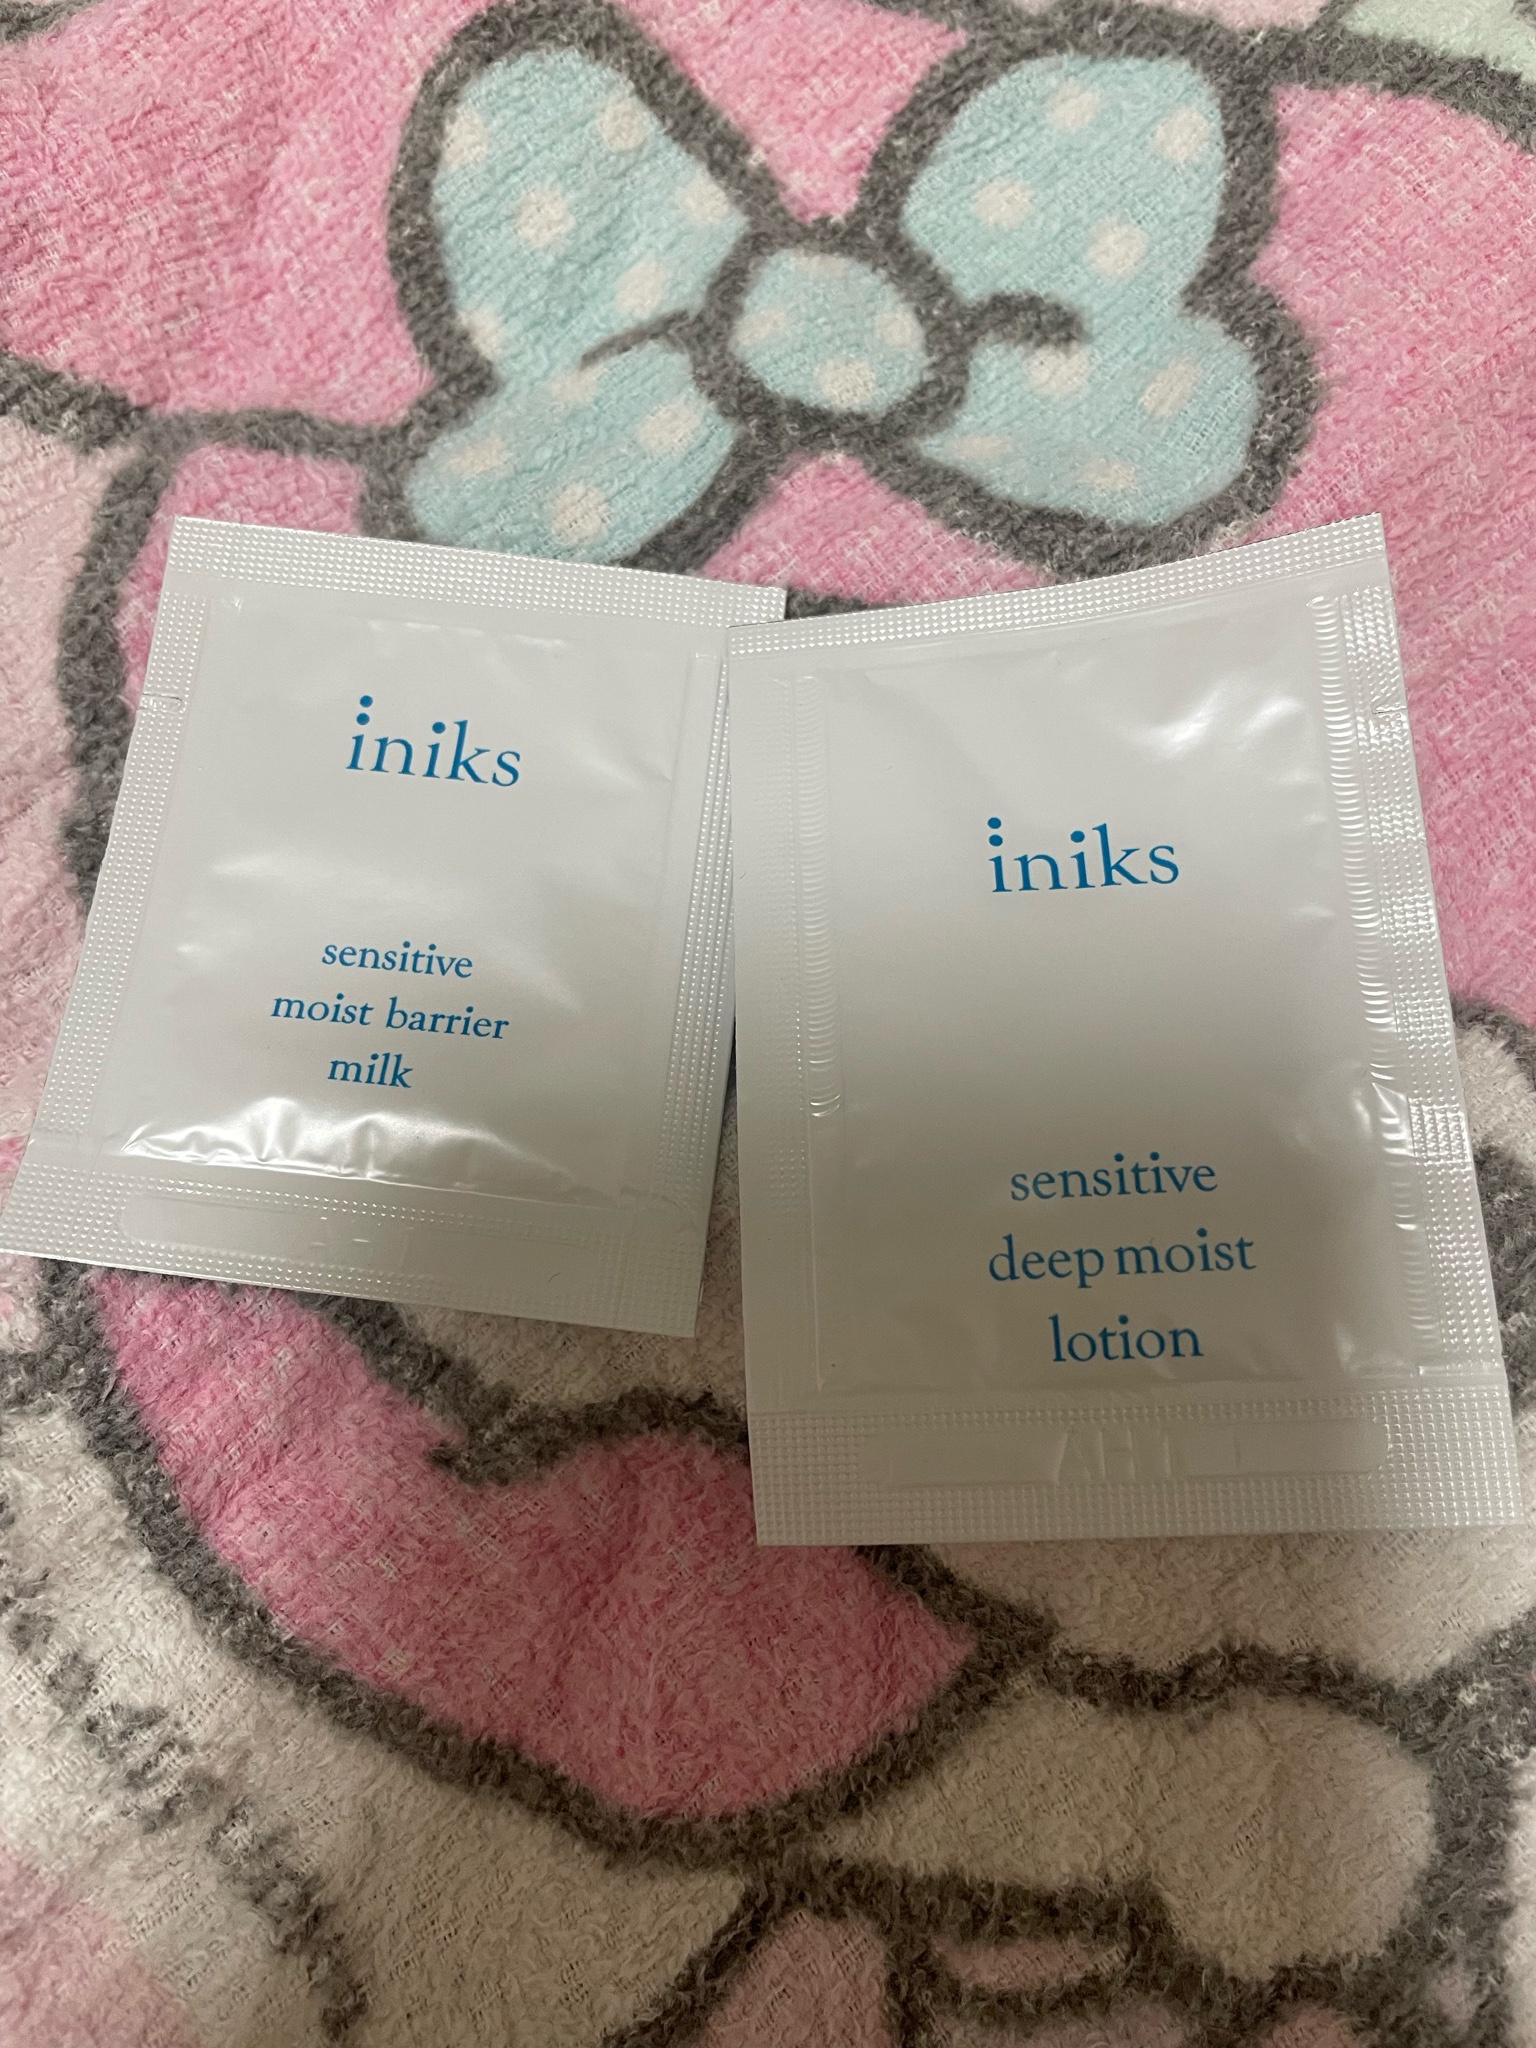 iniks
sensitive
moist barrier
milk
iniks
sensitive
deep moist
lotion